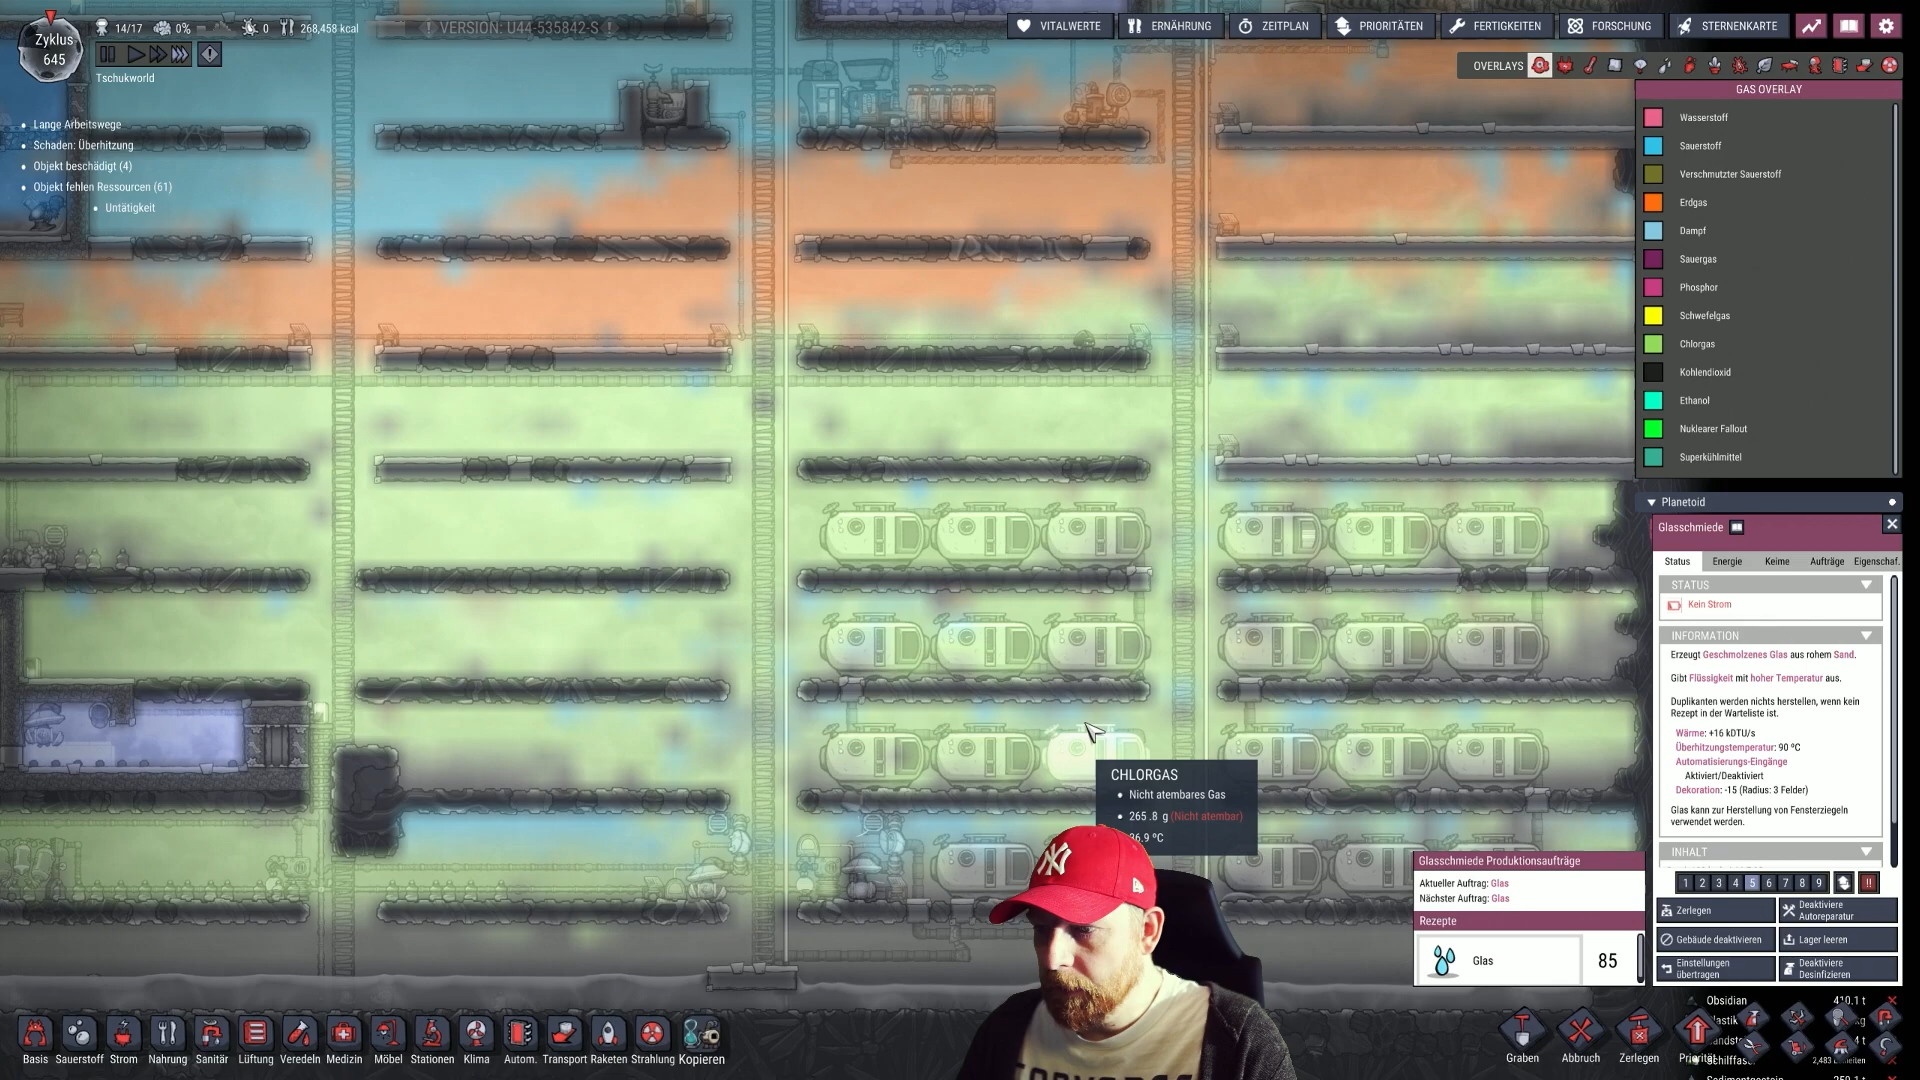 Zyklus
645
14/17
0%
0
268,458 kcal
! VERSION: U44-535842-S !
Tschukworld
VITALWERTE
ERNÄHRUNG
ZEITPLAN
PRIORITÄTEN
FERTIGKEITEN
FORSCHUNG
STERNENKARTE
OVERLAYS
Lange Arbeitswege
Schaden: Überhitzung
Objekt beschädigt (4)
Objekt fehlen Ressourcen (61)
Untätigkeit
GAS OVERLAY
Wasserstoff
Sauerstoff
Verschmutzter Sauerstoff
Erdgas
Dampf
Sauergas
Phosphor
Schwefelgas
Chlorgas
Kohlendioxid
Ethanol
Nuklearer Fallout
Superkühlmittel
Planetoid
Glasschmiede
Status
Energie
Keime
Aufträge
Eigenschaf.
STATUS
Kein Strom
INFORMATION
Erzeugt Geschmolzenes Glas aus rohem Sand.
Gibt Flüssigkeit mit hoher Temperatur aus.
Duplikanten werden nichts herstellen, wenn kein
Rezept in der Warteliste ist.
Wärme: +16 kDTU/s
Überhitzungstemperatur: 90 ºC
Automatisierungs-Eingänge
Aktiviert/Deaktiviert
Dekoration: -15 (Radius: 3 Felder)
Glas kann zur Herstellung von Fensterziegeln
verwendet werden.
INHALT
1 2 3 4 5 6 7 8 9 !!
Zerlegen
Deaktiviere
Autoreparatur
Gebäude deaktivieren
Lager leeren
Einstellungen
übertragen
Deaktiviere
Desinfizieren
CHLORGAS
Nicht atembares Gas
265.8 g (Nicht atembar)
36.9 ºC
Glasschmiede Produktionsaufträge
Aktueller Auftrag: Glas
Nächster Auftrag: Glas
Rezepte
Glas
85
Obsidian
410.1 t
2,483
Basis
Sauerstoff
Strom
Nahrung
Sanitär
Lüftung
Veredeln
Medizin
Möbel
Stationen
Klima
Autom.
Transport
Raketen
Strahlung
Kopieren
Graben
Abbruch
Zerlegen